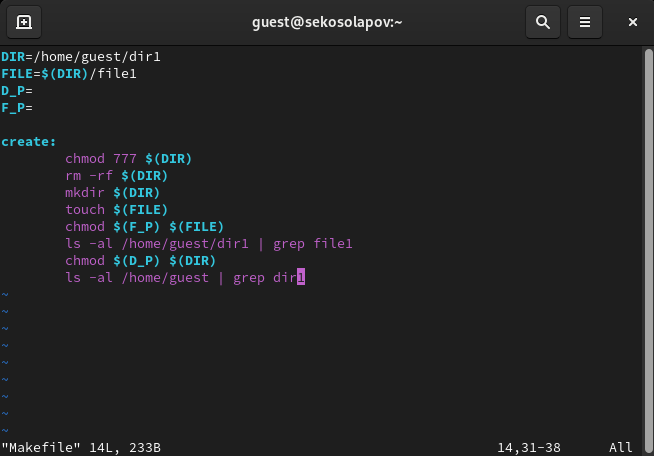 guest@sekosolapov:~
DIR=/home/guest/dir1
FILE=$(DIR)/file1
D_P=
F_P=
create:
        chmod 777 $(DIR)
        rm -rf $(DIR)
        mkdir $(DIR)
        touch $(FILE)
        chmod $(F_P) $(FILE)
        ls -al /home/guest/dir1 | grep file1
        chmod $(D_P) $(DIR)
        ls -al /home/guest | grep dir1
~
~
~
~
~
~
~
~
~
"Makefile" 14L, 233B 14,31-38 All